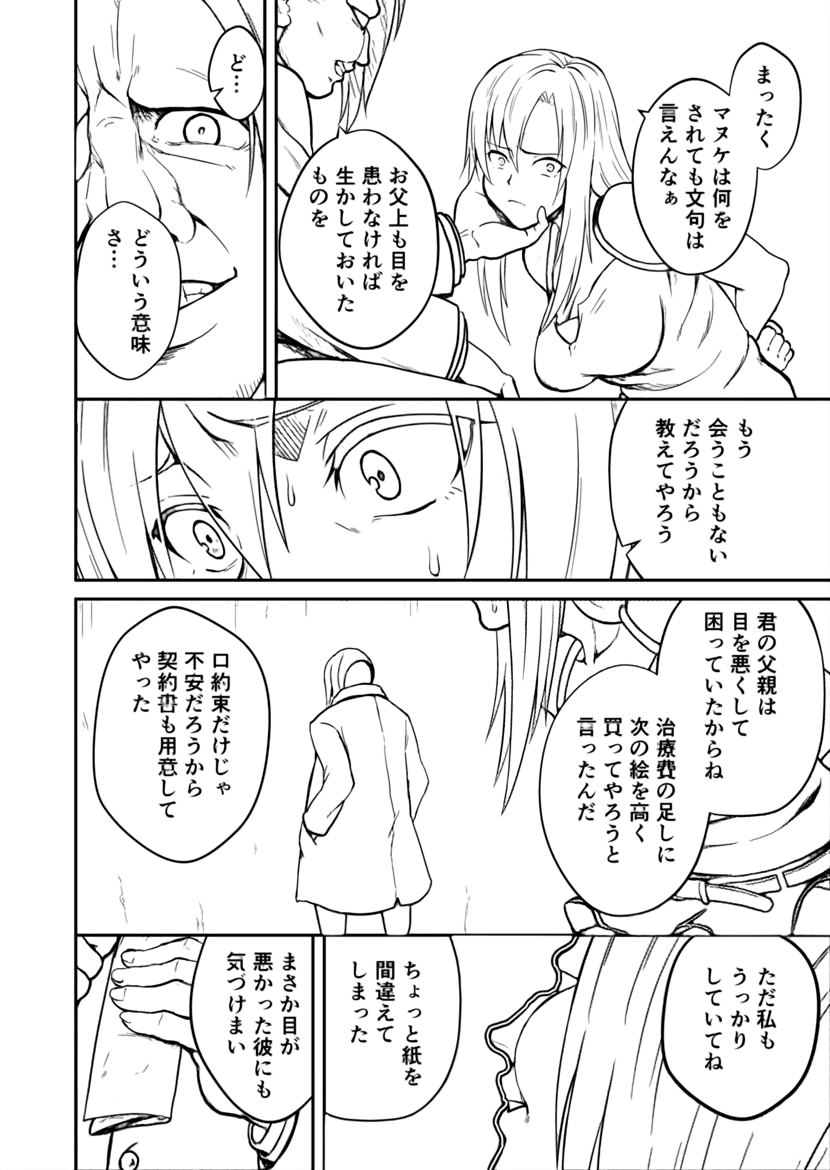 まったく
マヌケは何を
されても文句は
言えんなぁ
お父上も目を
患わなければ
生かしておいた
ものを
ど…
どういう意味
さ…
もう
会うこともない
だろうから
教えてやろう
君の父親は
目を悪くして
困っていたからね
治療費の足しに
次の絵を高く
買ってやろうと
言ったんだ
口約束だけじゃ
不安だろうから
契約書も用意して
やった
ただ私も
うっかり
していてね
ちょっと紙を
間違えて
しまった
まさか目が
悪かった彼にも
気づけまい